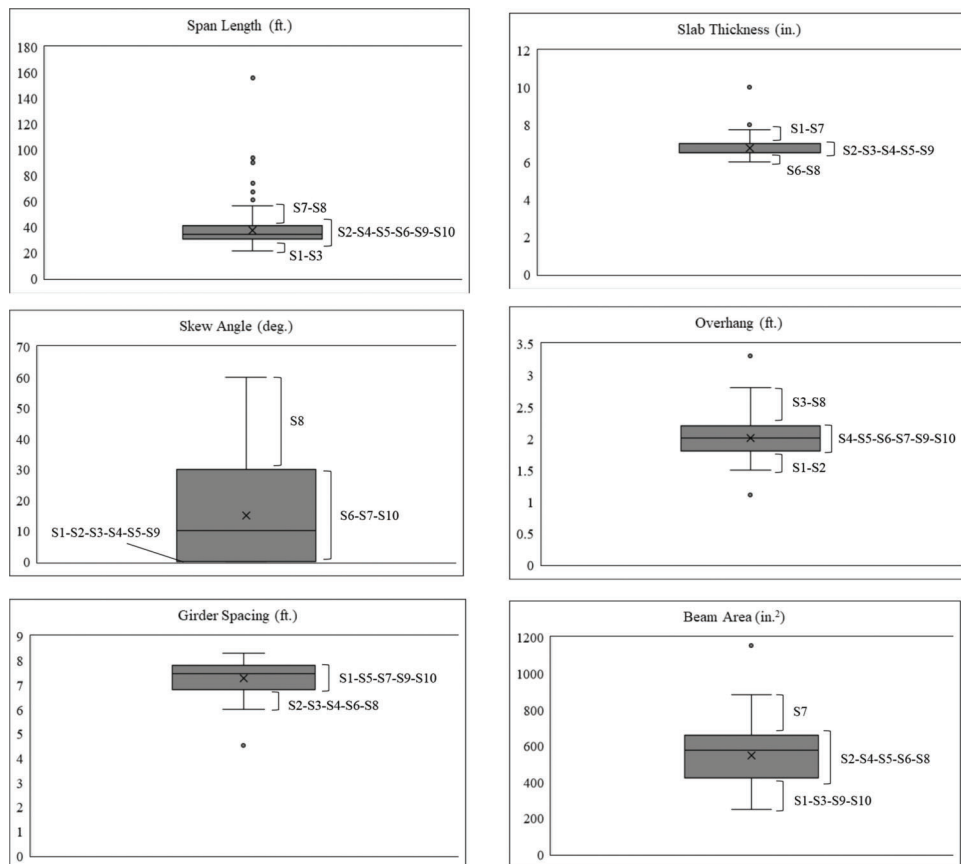 Span Length (ft.)
180
160
140
120
100
80
60
40
20
0
S7-S8
S2-S4-S5-S6-S9-S10
S1-S3
Slab Thickness (in.)
12
10
8
6
4
2
0
S1-S7
S2-S3-S4-S5-S9
S6-S8
Skew Angle (deg.)
70
60
50
40
30
20
10
0
S8
S6-S7-S10
S1-S2-S3-S4-S5-S9
Overhang (ft.)
3.5
3
2.5
2
1.5
1
0.5
0
S3-S8
S4-S5-S6-S7-S9-S10
S1-S2
Girder Spacing (ft.)
9
8
7
6
5
4
3
2
1
0
S1-S5-S7-S9-S10
S2-S3-S4-S6-S8
Beam Area (in.²)
1200
1000
800
600
400
200
0
S7
S2-S4-S5-S6-S8
S1-S3-S9-S10